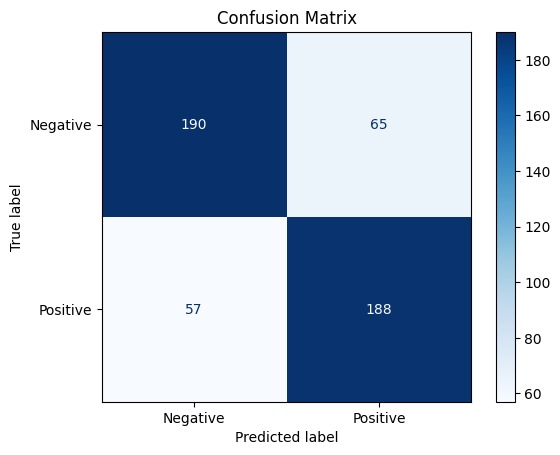 Confusion Matrix
True label
Negative
190
65
180
160
140
120
100
80
60
Positive
57
188
Negative
Positive
Predicted label